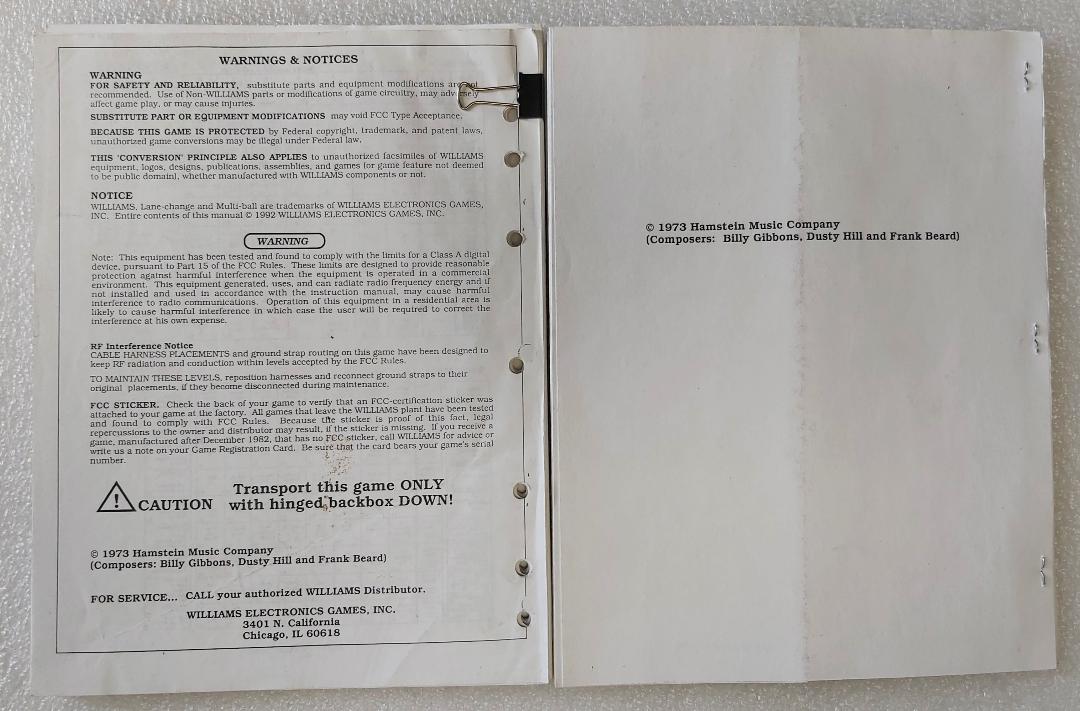 WARNINGS & NOTICES
WARNING
FOR SAFETY AND RELIABILITY, substitute parts and equipment modifications are not
recommended. Use of Non-WILLIAMS parts or modifications of game circuitry, may adversely
affect game play, or may cause injuries.
SUBSTITUTE PART OR EQUIPMENT MODIFICATIONS may void FCC Type Acceptance.
BECAUSE THIS GAME IS PROTECTED by Federal copyright, trademark, and patent laws,
unauthorized game conversions may be illegal under Federal law.
THIS 'CONVERSION' PRINCIPLE ALSO APPLIES to unauthorized facsimiles of WILLIAMS
equipment, logos, designs, publications, assemblies, and games (or game feature not deemed
to be public domain), whether manufactured with WILLIAMS components or not.
NOTICE
WILLIAMS, Lane-change and Multi-ball are trademarks of WILLIAMS ELECTRONICS GAMES,
INC. Entire contents of this manual © 1992 WILLIAMS ELECTRONICS GAMES, INC.
WARNING
Note: This equipment has been tested and found to comply with the limits for a Class A digital
device, pursuant to Part 15 of the FCC Rules. These limits are designed to provide reasonable
protection against harmful interference when the equipment is operated in a commercial
environment. This equipment generated, uses, and can radiate radio frequency energy and if
not installed and used in accordance with the instruction manual, may cause harmful
interference to radio communications. Operation of this equipment in a residential area is
likely to cause harmful interference in which case the user will be required to correct the
interference at his own expense.
RF Interference Notice
CABLE HARNESS PLACEMENTS and ground strap routing on this game have been designed to
keep RF radiation and conduction within levels accepted by the FCC Rules.
TO MAINTAIN THESE LEVELS, reposition harnesses and reconnect ground straps to their
original placements, if they become disconnected during maintenance.
FCC STICKER. Check the back of your game to verify that an FCC-certification sticker was
attached to your game at the factory. All games that leave the WILLIAMS plant have been tested
and found to comply with FCC Rules. Because the sticker is proof of this fact, legal
repercussions to the owner and distributor may result, if the sticker is missing. If you receive a
game, manufactured after December 1982, that has no FCC sticker, call WILLIAMS for advice or
write us a note on your Game Registration Card. Be sure that the card bears your game's serial
number.
! CAUTION Transport this game ONLY
with hinged backbox DOWN!
© 1973 Hamstein Music Company
(Composers: Billy Gibbons, Dusty Hill and Frank Beard)
FOR SERVICE... CALL your authorized WILLIAMS Distributor.
WILLIAMS ELECTRONICS GAMES, INC.
3401 N. California
Chicago, IL 60618
© 1973 Hamstein Music Company
(Composers: Billy Gibbons, Dusty Hill and Frank Beard)